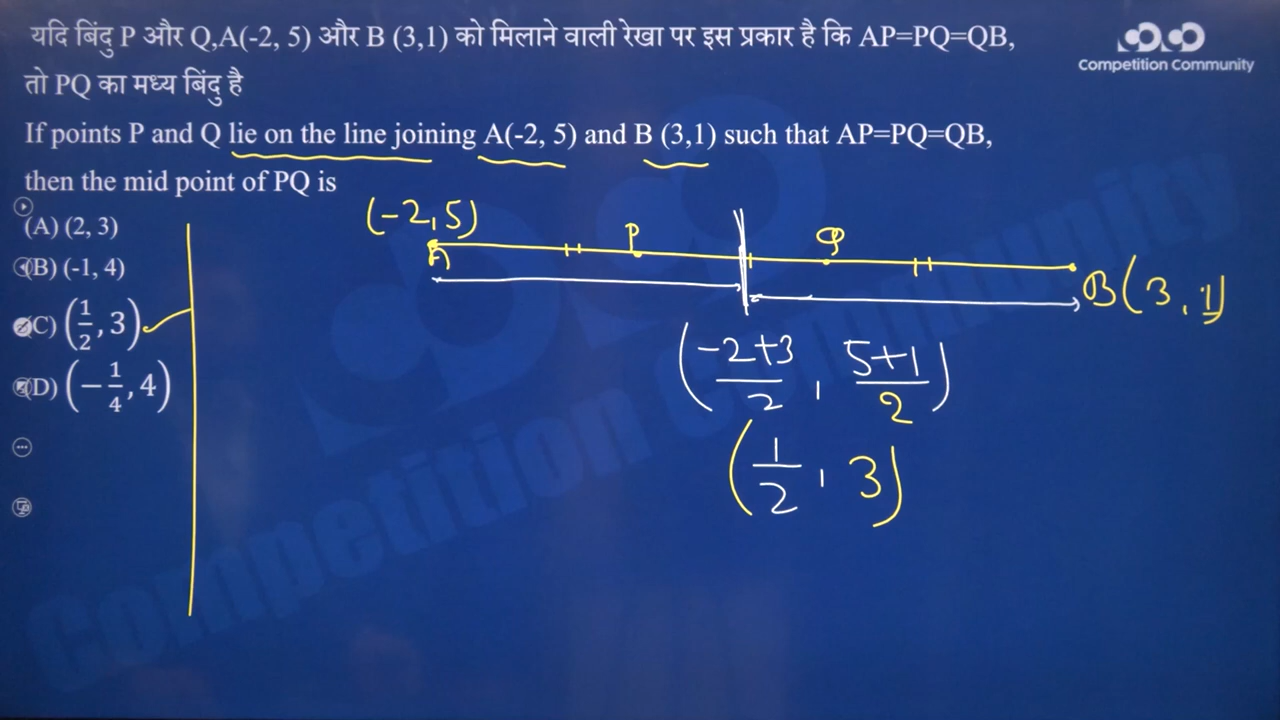 यदि बिंदु P और Q,A(-2, 5) और B (3,1) को मिलाने वाली रेखा पर इस प्रकार है कि AP=PQ=QB,
तो PQ का मध्य बिंदु है
Competition Community
If points P and Q lie on the line joining A(-2, 5) and B (3,1) such that AP=PQ=QB,
then the mid point of PQ is
(A) (2, 3)
(B) (-1, 4)
(C) (1/2, 3)
(D) (-1/4, 4)
(-2, 5)
A P Q B(3, 1)
(-2+3/2, 5+1/2)
(1/2, 3)
Competition Community